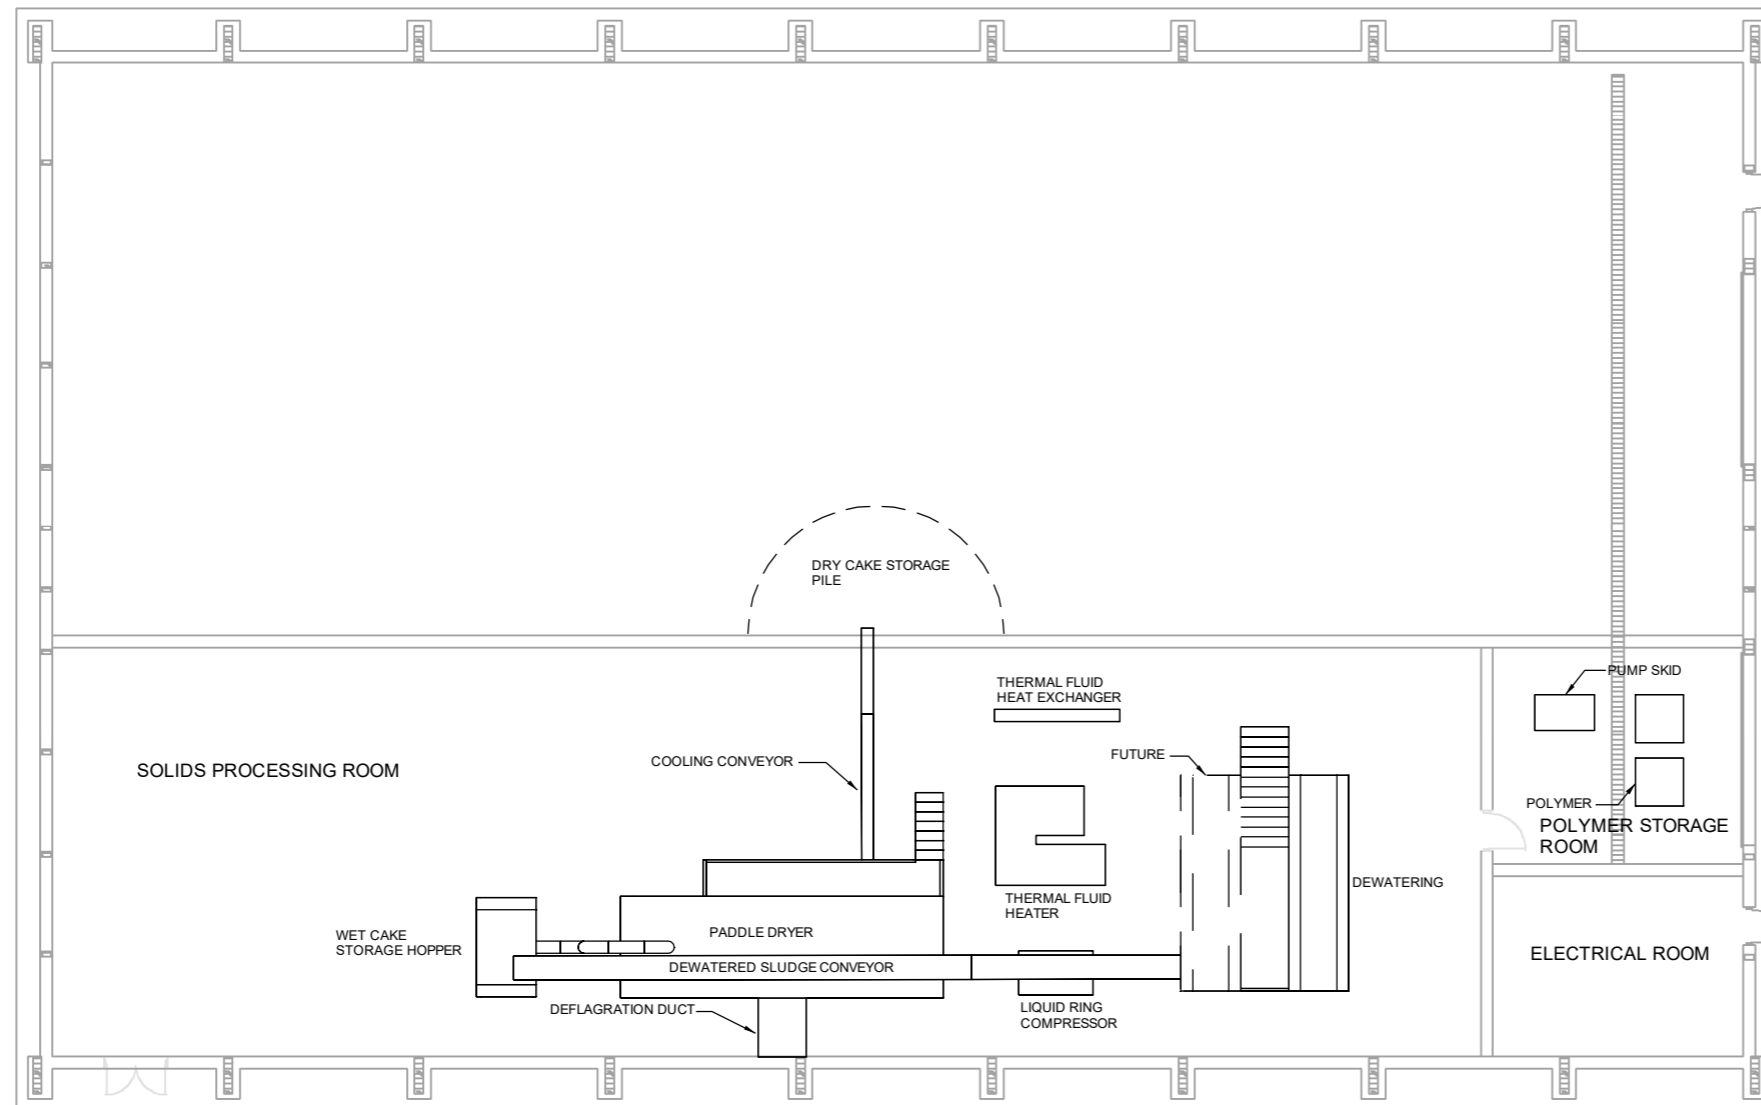 DRY CAKE STORAGE
PILE
THERMAL FLUID
HEAT EXCHANGER
PUMP SKID
SOLIDS PROCESSING ROOM
COOLING CONVEYOR
FUTURE
POLYMER
POLYMER STORAGE
ROOM
DEWATERING
THERMAL FLUID
HEATER
WET CAKE
STORAGE HOPPER
PADDLE DRYER
DEWATERED SLUDGE CONVEYOR
ELECTRICAL ROOM
DEFLAGRATION DUCT
LIQUID RING
COMPRESSOR